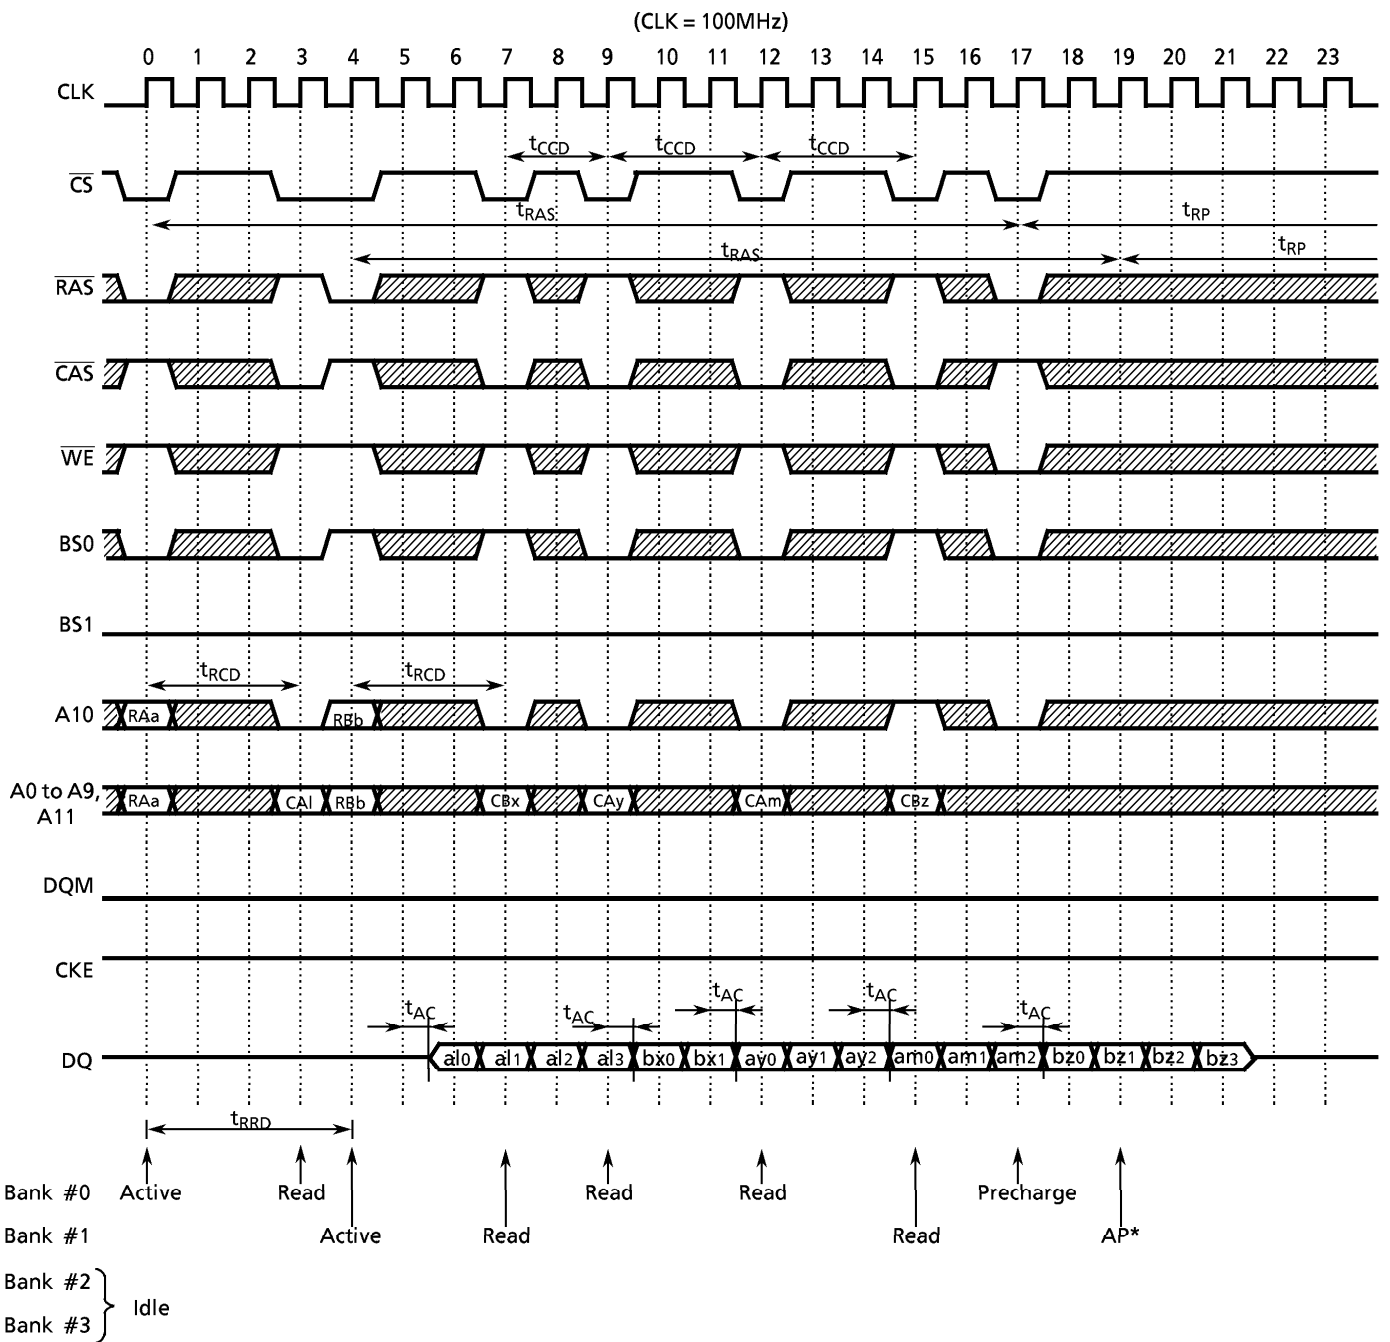 (CLK = 100MHz)
0 1 2 3 4 5 6 7 8 9 10 11 12 13 14 15 16 17 18 19 20 21 22 23
CLK
tCCD tCCD tCCD
CS
tRAS tRP
tRAS tRP
RAS
CAS
WE
BS0
BS1
tRCD tRCD
A10 RAa RBb
A0 to A9,
A11
RAa CAl RBb CBx CAy CAm CBz
DQM
CKE
tAC tAC tAC tAC tAC
DQ al0 al1 al2 al3 bx0 bx1 ay0 ay1 ay2 am0 am1 am2 bz0 bz1 bz2 bz3
tRRD
Bank #0 Active Read Read Read Precharge
Bank #1 Active Read Read AP*
Bank #2
Idle
Bank #3